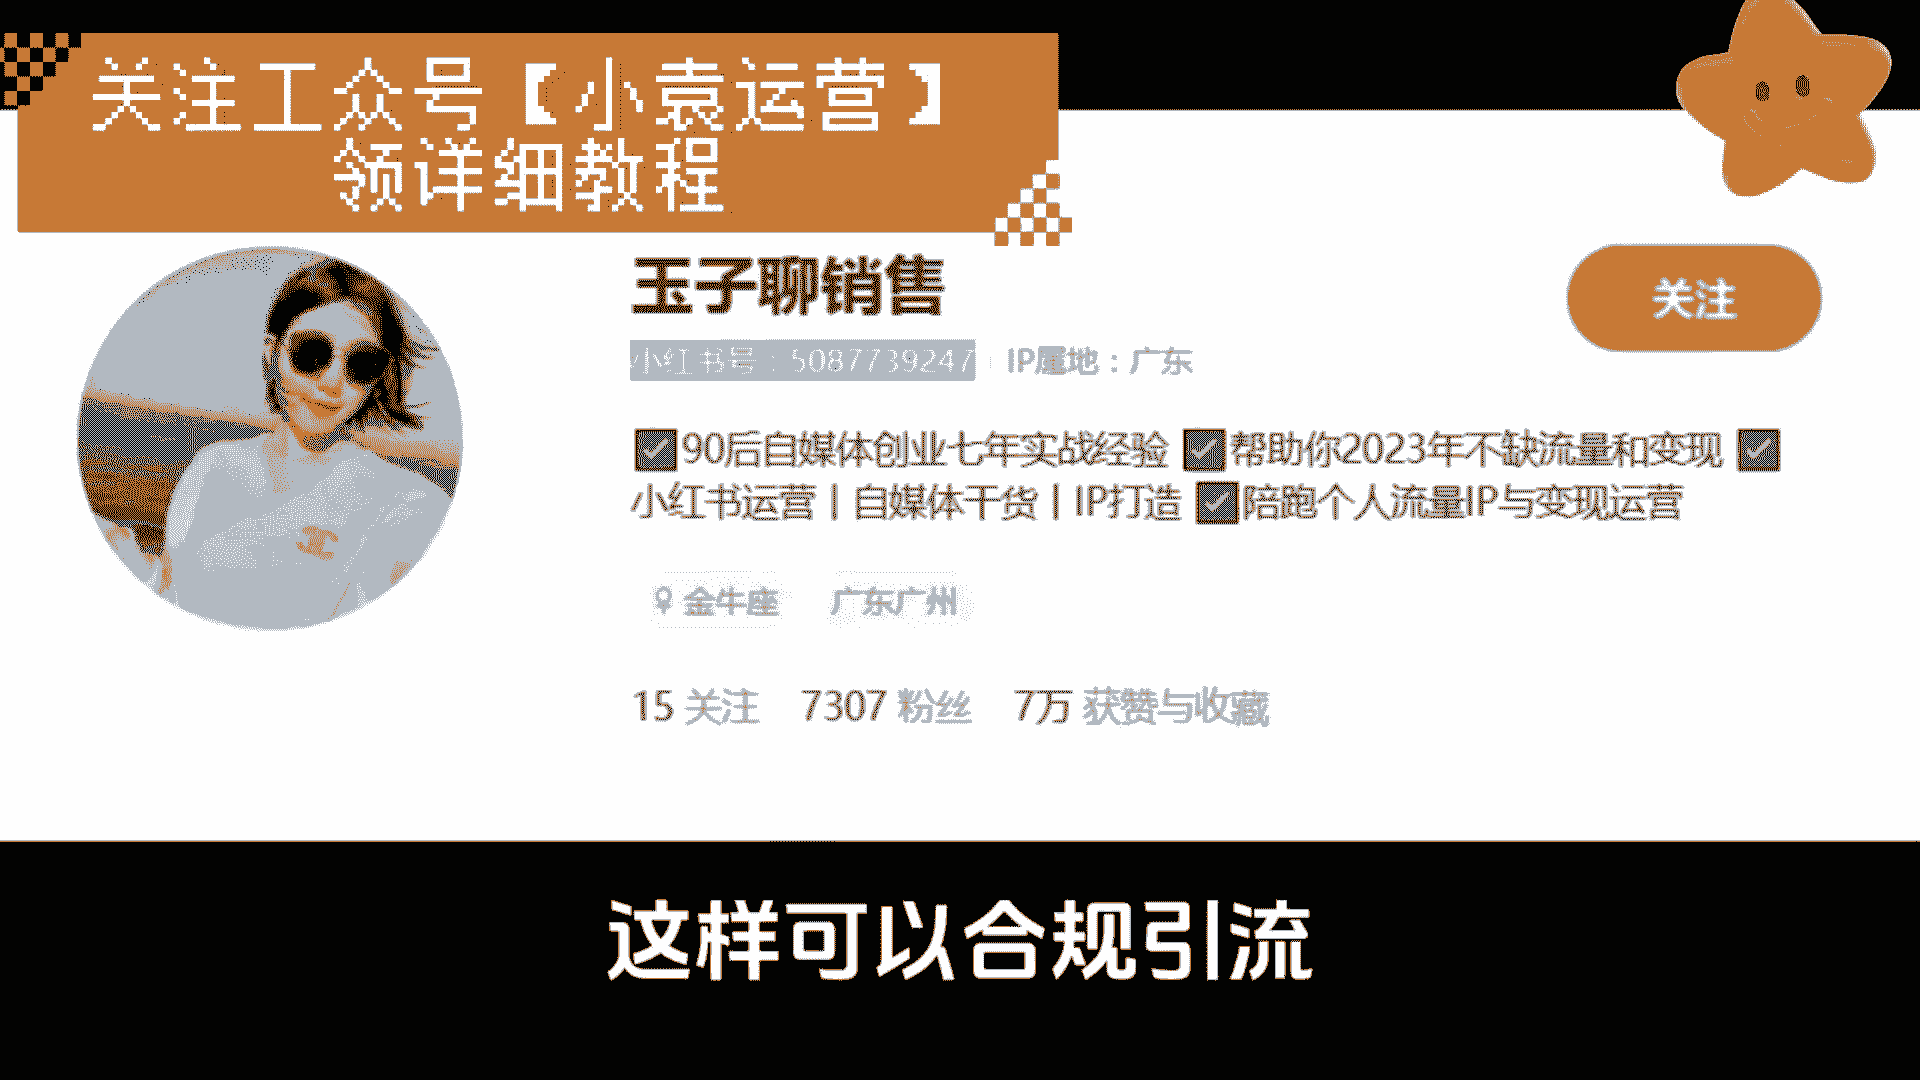 关注工众号【小袁运营】
领详细教程
玉子聊销售
小红书号：5087739247 IP属地：广东
关注
90后自媒体创业七年实战经验 帮助你2023年不缺流量和变现
小红书运营丨自媒体干货丨IP打造 陪跑个人流量IP与变现运营
金牛座 广东广州
15 关注 7307 粉丝 7万 获赞与收藏
这样可以合规引流